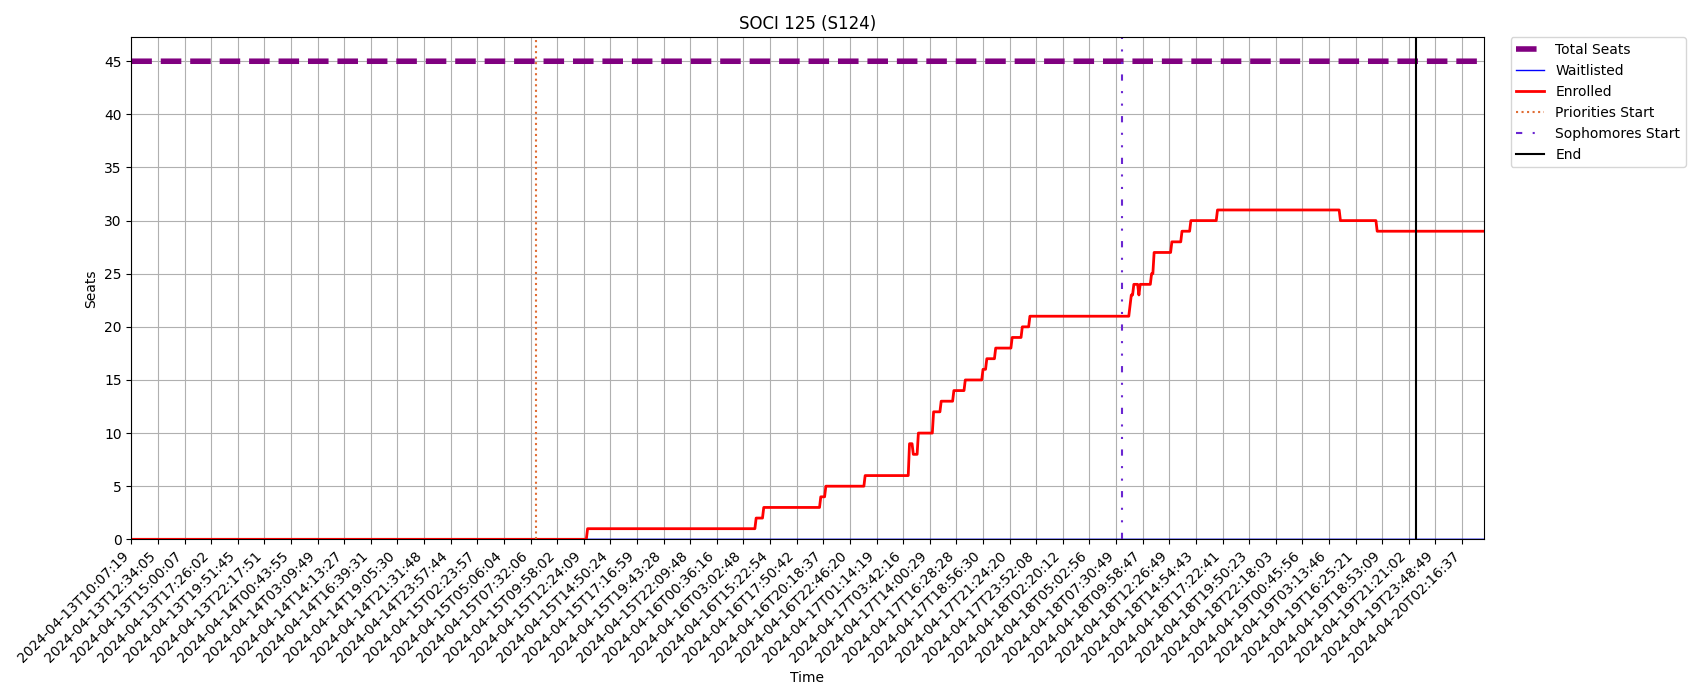 SOCI 125 (S124)
Total Seats
Waitlisted
Enrolled
Priorities Start
Sophomores Start
End
Seats
45
40
35
30
25
20
15
10
5
0
2024-04-13T10:07:19
2024-04-13T12:34:05
2024-04-13T15:00:07
2024-04-13T17:26:02
2024-04-13T19:51:45
2024-04-13T22:17:51
2024-04-14T00:43:55
2024-04-14T03:09:49
2024-04-14T14:13:27
2024-04-14T16:39:31
2024-04-14T19:05:30
2024-04-14T21:31:48
2024-04-14T23:57:44
2024-04-15T02:23:57
2024-04-15T05:06:04
2024-04-15T07:32:06
2024-04-15T09:58:02
2024-04-15T12:24:09
2024-04-15T14:50:24
2024-04-15T17:16:59
2024-04-15T19:43:28
2024-04-15T22:09:48
2024-04-16T00:36:16
2024-04-16T03:02:48
2024-04-16T15:22:54
2024-04-16T17:50:42
2024-04-16T20:18:37
2024-04-16T22:46:20
2024-04-17T01:14:19
2024-04-17T03:42:16
2024-04-17T14:00:29
2024-04-17T16:28:28
2024-04-17T18:56:30
2024-04-17T21:24:20
2024-04-17T23:52:08
2024-04-18T02:20:12
2024-04-18T05:02:56
2024-04-18T07:30:49
2024-04-18T09:58:47
2024-04-18T12:26:49
2024-04-18T14:54:43
2024-04-18T17:22:41
2024-04-18T19:50:23
2024-04-18T22:18:03
2024-04-19T00:45:56
2024-04-19T03:13:46
2024-04-19T16:25:21
2024-04-19T18:53:09
2024-04-19T21:21:02
2024-04-19T23:48:49
2024-04-20T02:16:37
Time